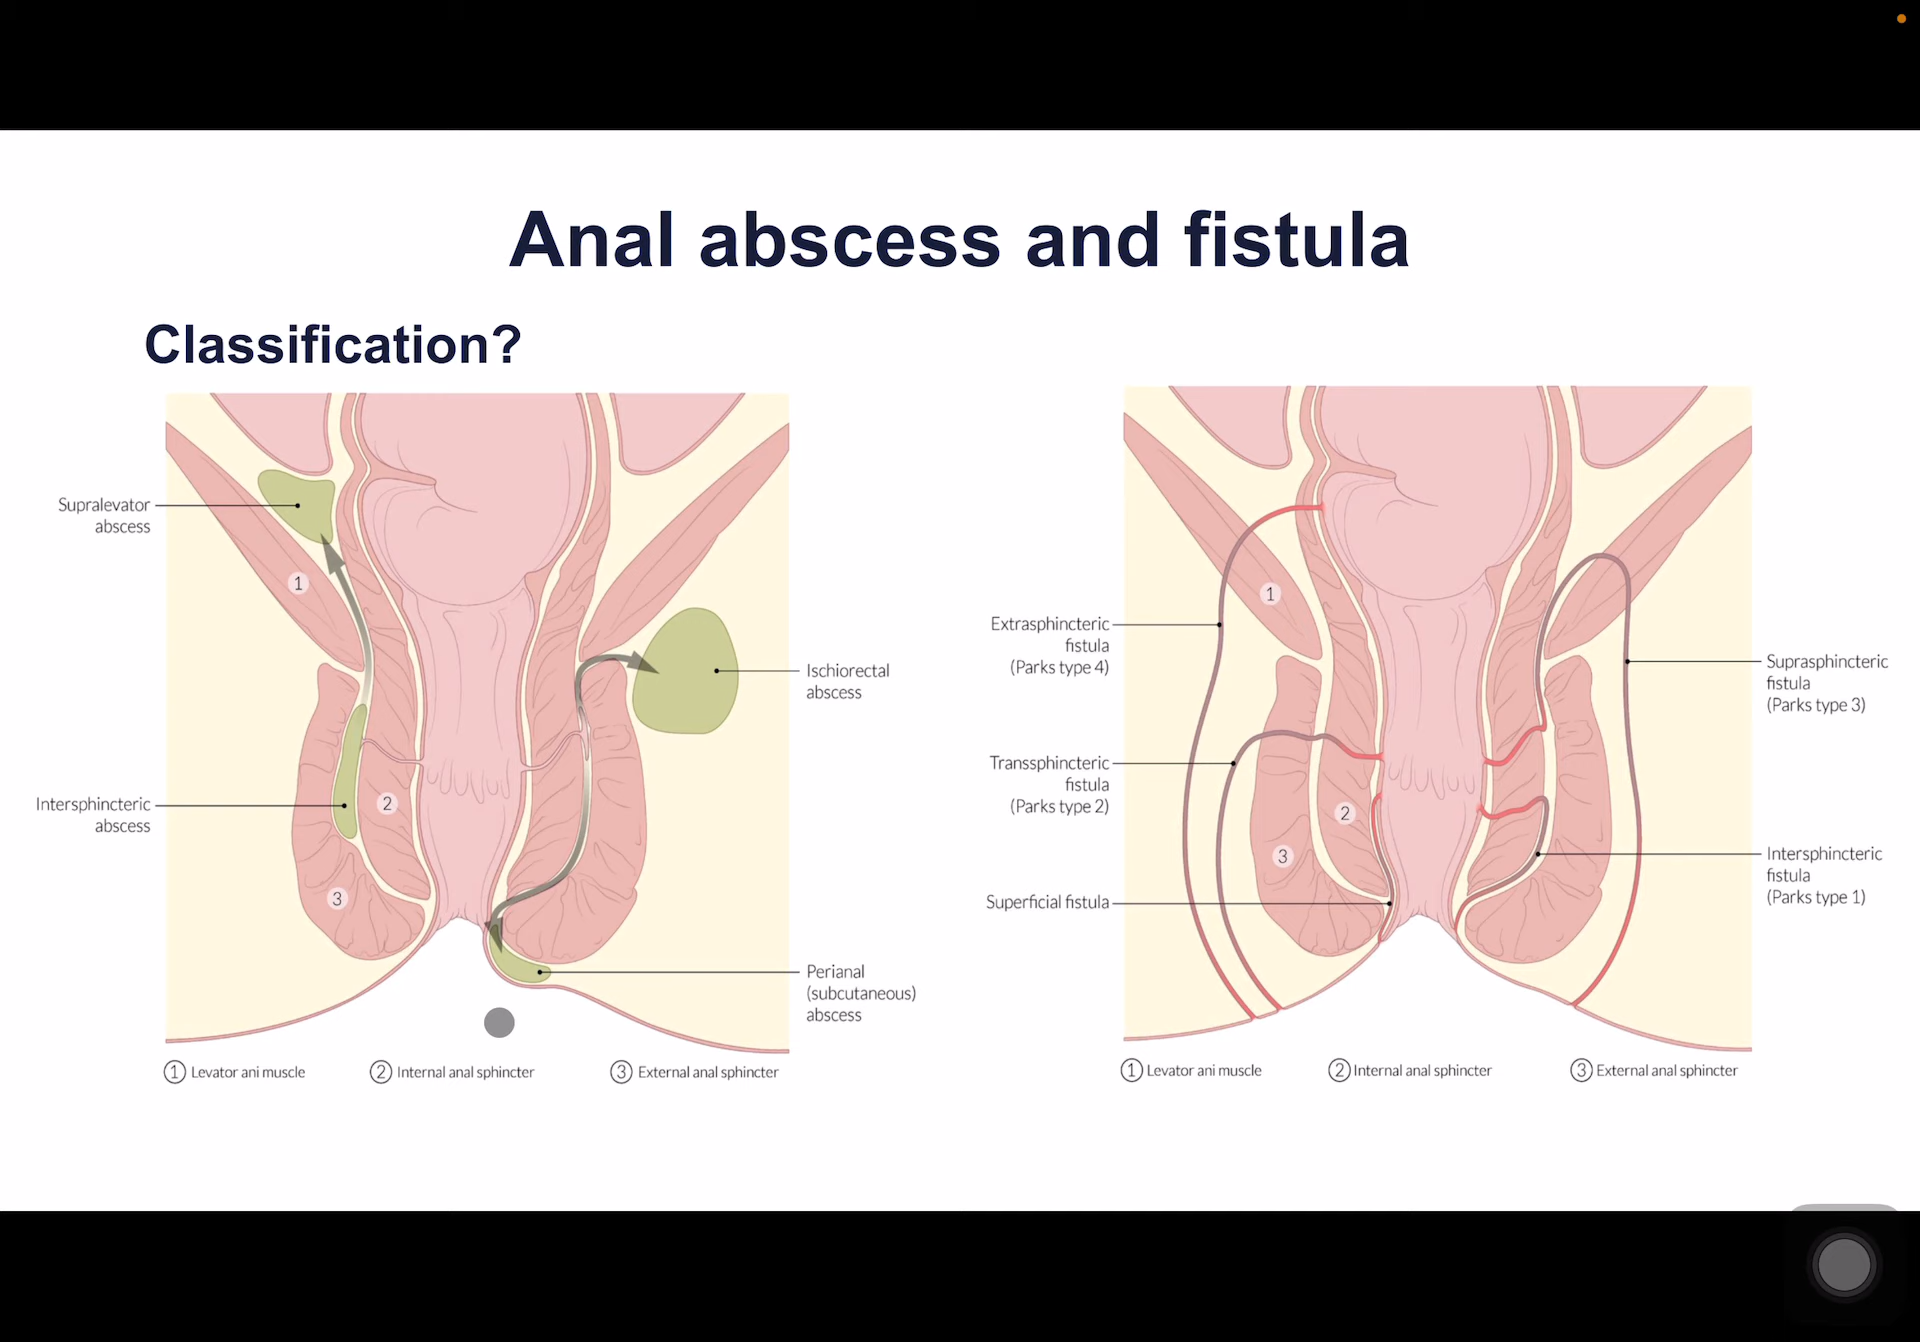 Anal abscess and fistula
Classification?
Supralevator
abscess
1
Intersphincteric
abscess
2
3
Ischiorectal
abscess
Perianal
(subcutaneous)
abscess
1 Levator ani muscle
2 Internal anal sphincter
3 External anal sphincter
Extrasphincteric
fistula
(Parks type 4)
Transsphincteric
fistula
(Parks type 2)
Superficial fistula
1
2
3
Suprasphincteric
fistula
(Parks type 3)
Intersphincteric
fistula
(Parks type 1)
1 Levator ani muscle
2 Internal anal sphincter
3 External anal sphincter